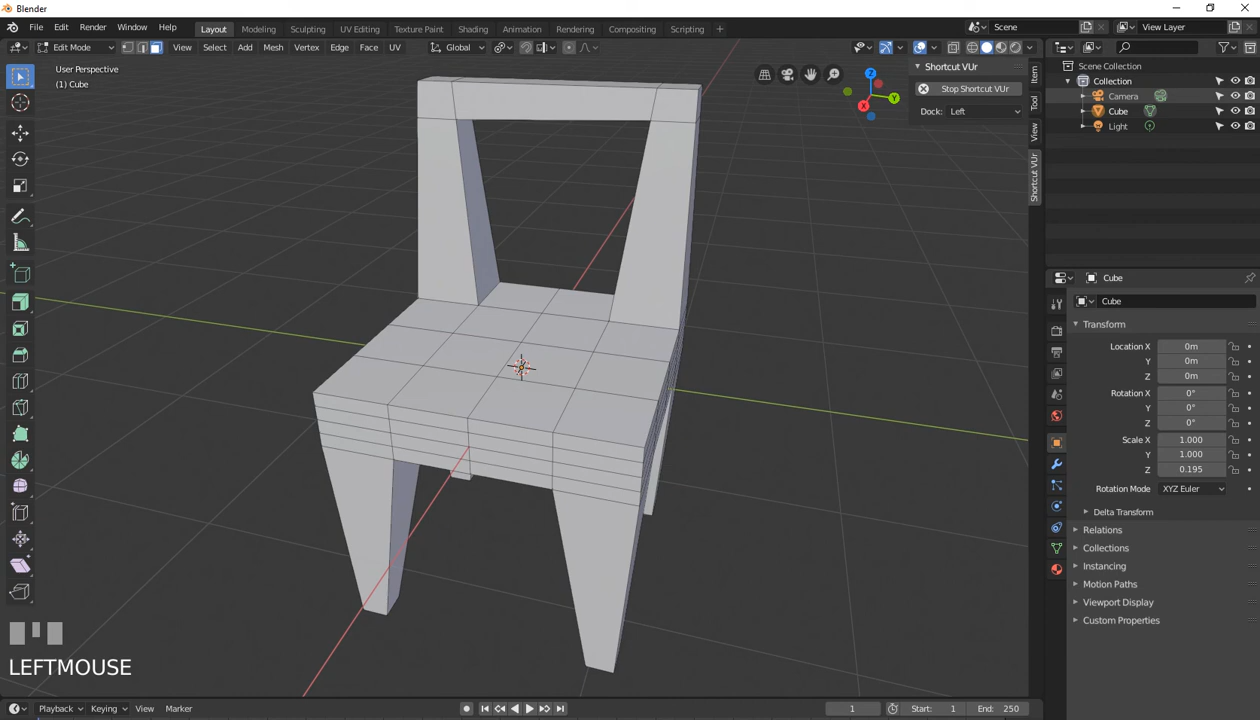 Blender
File Edit Render Window Help Layout Modeling Sculpting UV Editing Texture Paint Shading Animation Rendering Compositing Scripting + Scene View Layer
Edit Mode View Select Add Mesh Vertex Edge Face UV Global
User Perspective
(1) Cube
Shortcut VUr
Stop Shortcut VUr
Dock: Left
Item
Tool
View
Shortcut VUr
X
Y
Z
Scene Collection
Collection
Camera
Cube
Light
Cube
Cube
Transform
Location X 0m
Y 0m
Z 0m
Rotation X 0°
Y 0°
Z 0°
Scale X 1.000
Y 1.000
Z 0.195
Rotation Mode XYZ Euler
Delta Transform
Relations
Collections
Instancing
Motion Paths
Viewport Display
Custom Properties
LEFTMOUSE
Playback Keying View Marker 1 Start: 1 End: 250